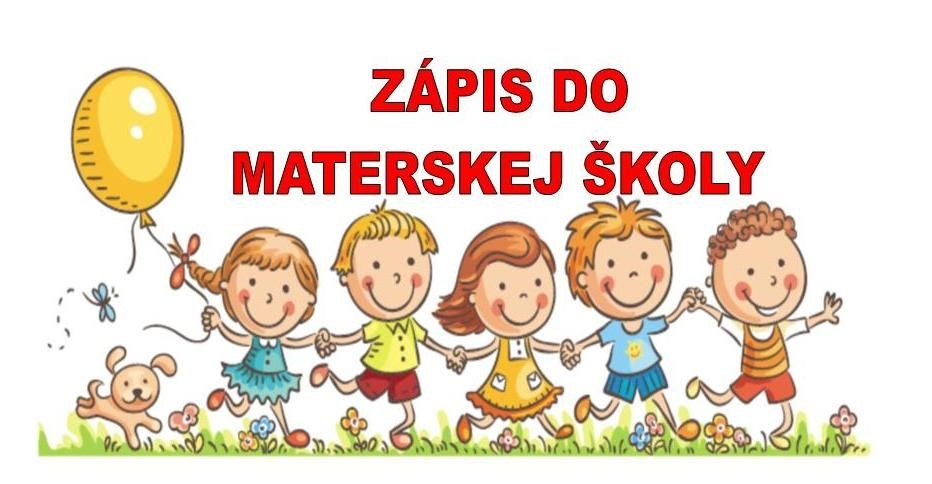 ZÁPIS DO
MATERSKEJ ŠKOLY